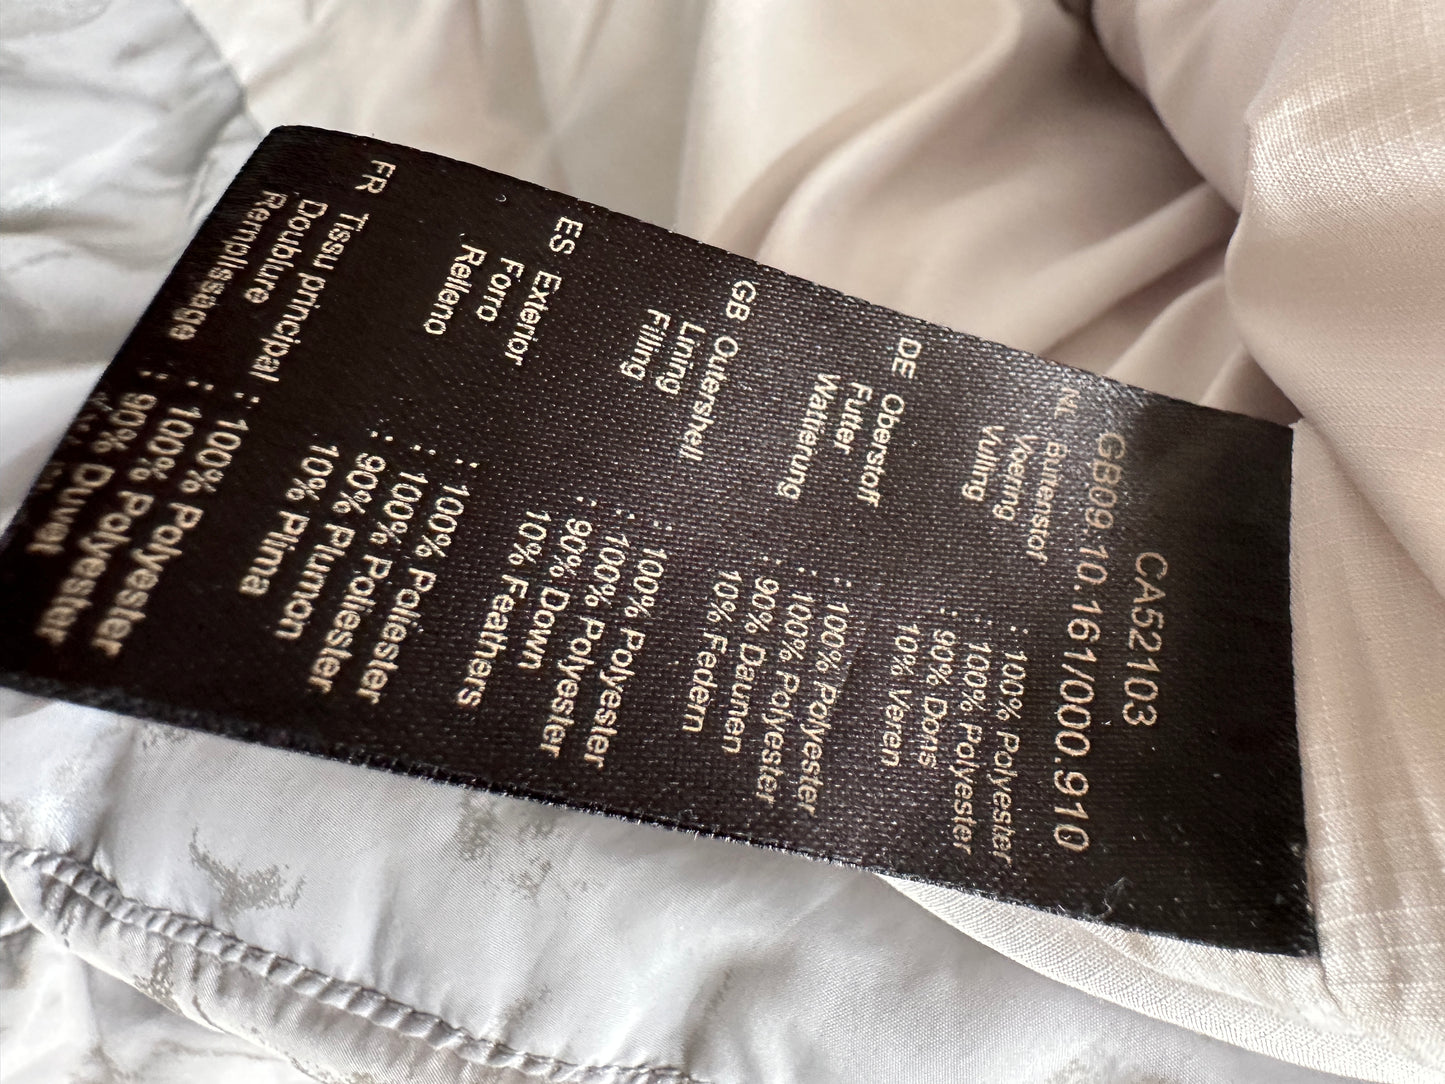 CA52103
GB09.10.161/000.910
NL Buitenstof : 100% Polyester
Voering : 100% Polyester
Vulling : 90% Dons
10% Veren
DE Oberstoff : 100% Polyester
Futter : 100% Polyester
Wattierung : 90% Daunen
10% Federn
GB Outershell : 100% Polyester
Lining : 100% Polyester
Filling : 90% Down
10% Feathers
ES Exterior : 100% Poliester
Forro : 100% Poliester
Relleno : 90% Plumon
10% Plima
FR Tissu principal : 100% Polyester
Doublure : 100% Polyester
Remplissage : 90% Duvet